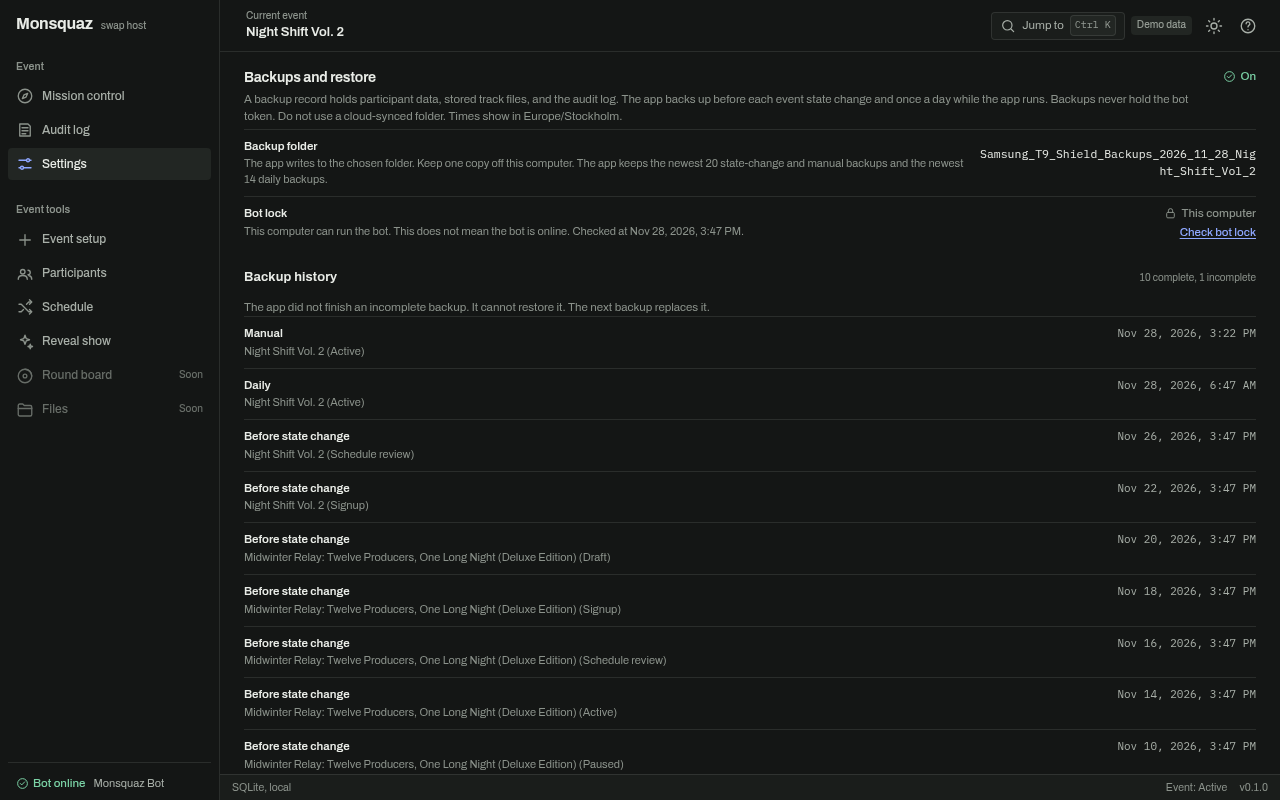 Monsquaz swap host
Event
Mission control
Audit log
Settings
Event tools
Event setup
Participants
Schedule
Reveal show
Round board Soon
Files Soon
Bot online Monsquaz Bot
Current event
Night Shift Vol. 2
Jump to Ctrl K
Demo data
Backups and restore
On
A backup record holds participant data, stored track files, and the audit log. The app backs up before each event state change and once a day while the app runs. Backups never hold the bot
token. Do not use a cloud-synced folder. Times show in Europe/Stockholm.
Backup folder
The app writes to the chosen folder. Keep one copy off this computer. The app keeps the newest 20 state-change and manual backups and the newest
14 daily backups.
Samsung_T9_Shield_Backups_2026_11_28_Nig
ht_Shift_Vol_2
Bot lock
This computer can run the bot. This does not mean the bot is online. Checked at Nov 28, 2026, 3:47 PM.
This computer
Check bot lock
Backup history
10 complete, 1 incomplete
The app did not finish an incomplete backup. It cannot restore it. The next backup replaces it.
Manual Nov 28, 2026, 3:22 PM
Night Shift Vol. 2 (Active)
Daily Nov 28, 2026, 6:47 AM
Night Shift Vol. 2 (Active)
Before state change Nov 26, 2026, 3:47 PM
Night Shift Vol. 2 (Schedule review)
Before state change Nov 22, 2026, 3:47 PM
Night Shift Vol. 2 (Signup)
Before state change Nov 20, 2026, 3:47 PM
Midwinter Relay: Twelve Producers, One Long Night (Deluxe Edition) (Draft)
Before state change Nov 18, 2026, 3:47 PM
Midwinter Relay: Twelve Producers, One Long Night (Deluxe Edition) (Signup)
Before state change Nov 16, 2026, 3:47 PM
Midwinter Relay: Twelve Producers, One Long Night (Deluxe Edition) (Schedule review)
Before state change Nov 14, 2026, 3:47 PM
Midwinter Relay: Twelve Producers, One Long Night (Deluxe Edition) (Active)
Before state change Nov 10, 2026, 3:47 PM
Midwinter Relay: Twelve Producers, One Long Night (Deluxe Edition) (Paused)
SQLite, local
Event: Active v0.1.0